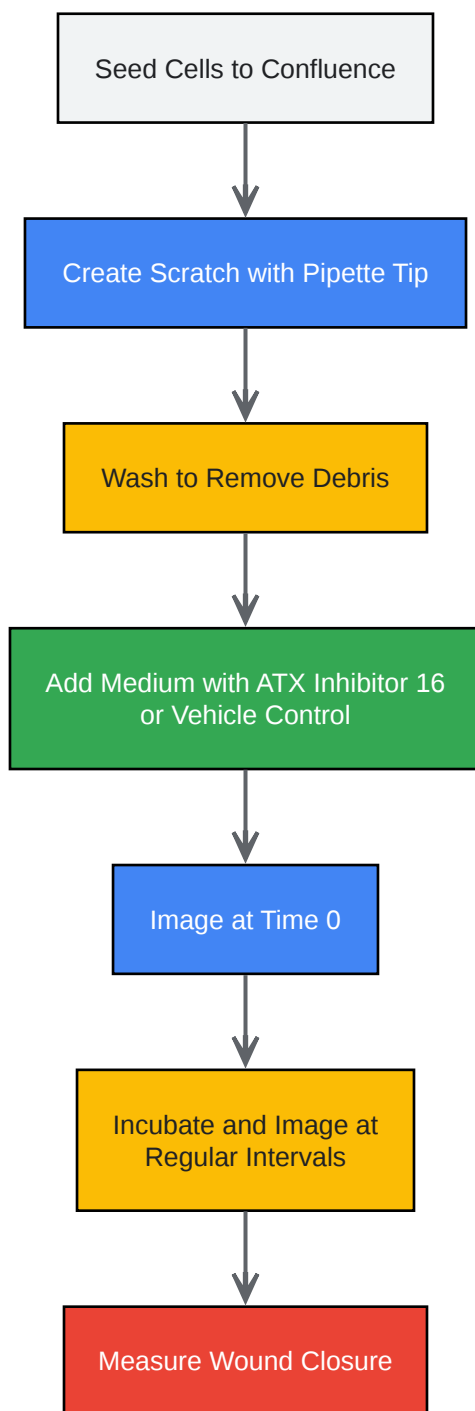 Seed Cells to Confluence
Create Scratch with Pipette Tip
Wash to Remove Debris
Add Medium with ATX Inhibitor 16
or Vehicle Control
Image at Time 0
Incubate and Image at
Regular Intervals
Measure Wound Closure